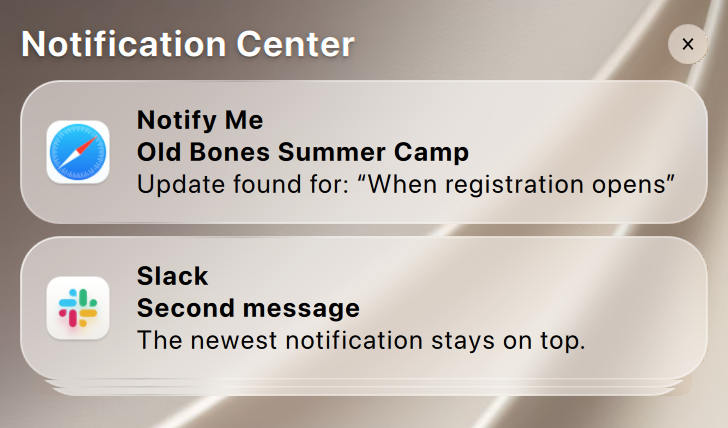 Notification Center
Notify Me
Old Bones Summer Camp
Update found for: “When registration opens”
Slack
Second message
The newest notification stays on top.